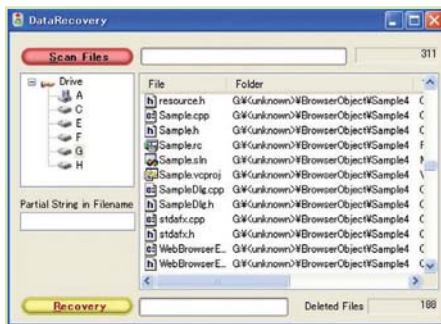 DataRecovery
Scan Files
311
Drive
A
C
E
F
G
H
Partial String in Filename
File Folder
resource.h G:¥<unknown>¥BrowserObject¥Sample4
Sample.cpp G:¥<unknown>¥BrowserObject¥Sample4
Sample.h G:¥<unknown>¥BrowserObject¥Sample4
Sample.rc G:¥<unknown>¥BrowserObject¥Sample4
Sample.sln G:¥<unknown>¥BrowserObject¥Sample4
Sample.vcproj G:¥<unknown>¥BrowserObject¥Sample4
SampleDlg.cpp G:¥<unknown>¥BrowserObject¥Sample4
SampleDlg.h G:¥<unknown>¥BrowserObject¥Sample4
stdafx.cpp G:¥<unknown>¥BrowserObject¥Sample4
stdafx.h G:¥<unknown>¥BrowserObject¥Sample4
WebBrowserE... G:¥<unknown>¥BrowserObject¥Sample4
WebBrowserE... G:¥<unknown>¥BrowserObject¥Sample4
Recovery
Deleted Files 188